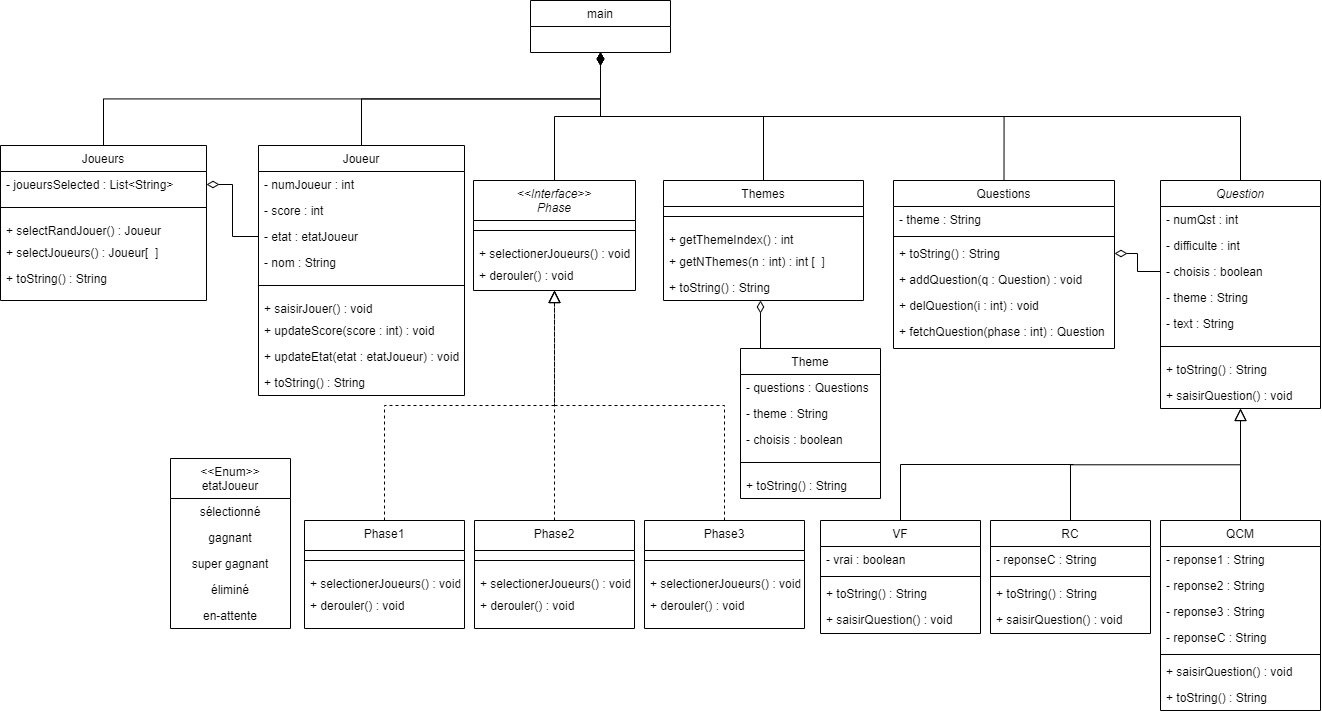 main
Joueurs
- joueursSelected : List<String>
+ selectRandJouer() : Joueur
+ selectJoueurs() : Joueur[  ]
+ toString() : String
Joueur
- numJoueur : int
- score : int
- etat : etatJoueur
- nom : String
+ saisirJouer() : void
+ updateScore(score : int) : void
+ updateEtat(etat : etatJoueur) : void
+ toString() : String
<<Interface>>
Phase
+ selectionerJoueurs() : void
+ derouler() : void
Themes
+ getThemeIndex() : int
+ getNThemes(n : int) : int [  ]
+ toString() : String
Questions
- theme : String
+ toString() : String
+ addQuestion(q : Question) : void
+ delQuestion(i : int) : void
+ fetchQuestion(phase : int) : Question
Question
- numQst : int
- difficulte : int
- choisis : boolean
- theme : String
- text : String
+ toString() : String
+ saisirQuestion() : void
Theme
- questions : Questions
- theme : String
- choisis : boolean
+ toString() : String
<<Enum>>
etatJoueur
sélectionné
gagnant
super gagnant
éliminé
en-attente
Phase1
+ selectionerJoueurs() : void
+ derouler() : void
Phase2
+ selectionerJoueurs() : void
+ derouler() : void
Phase3
+ selectionerJoueurs() : void
+ derouler() : void
VF
- vrai : boolean
+ toString() : String
+ saisirQuestion() : void
RC
- reponseC : String
+ toString() : String
+ saisirQuestion() : void
QCM
- reponse1 : String
- reponse2 : String
- reponse3 : String
- reponseC : String
+ saisirQuestion() : void
+ toString() : String